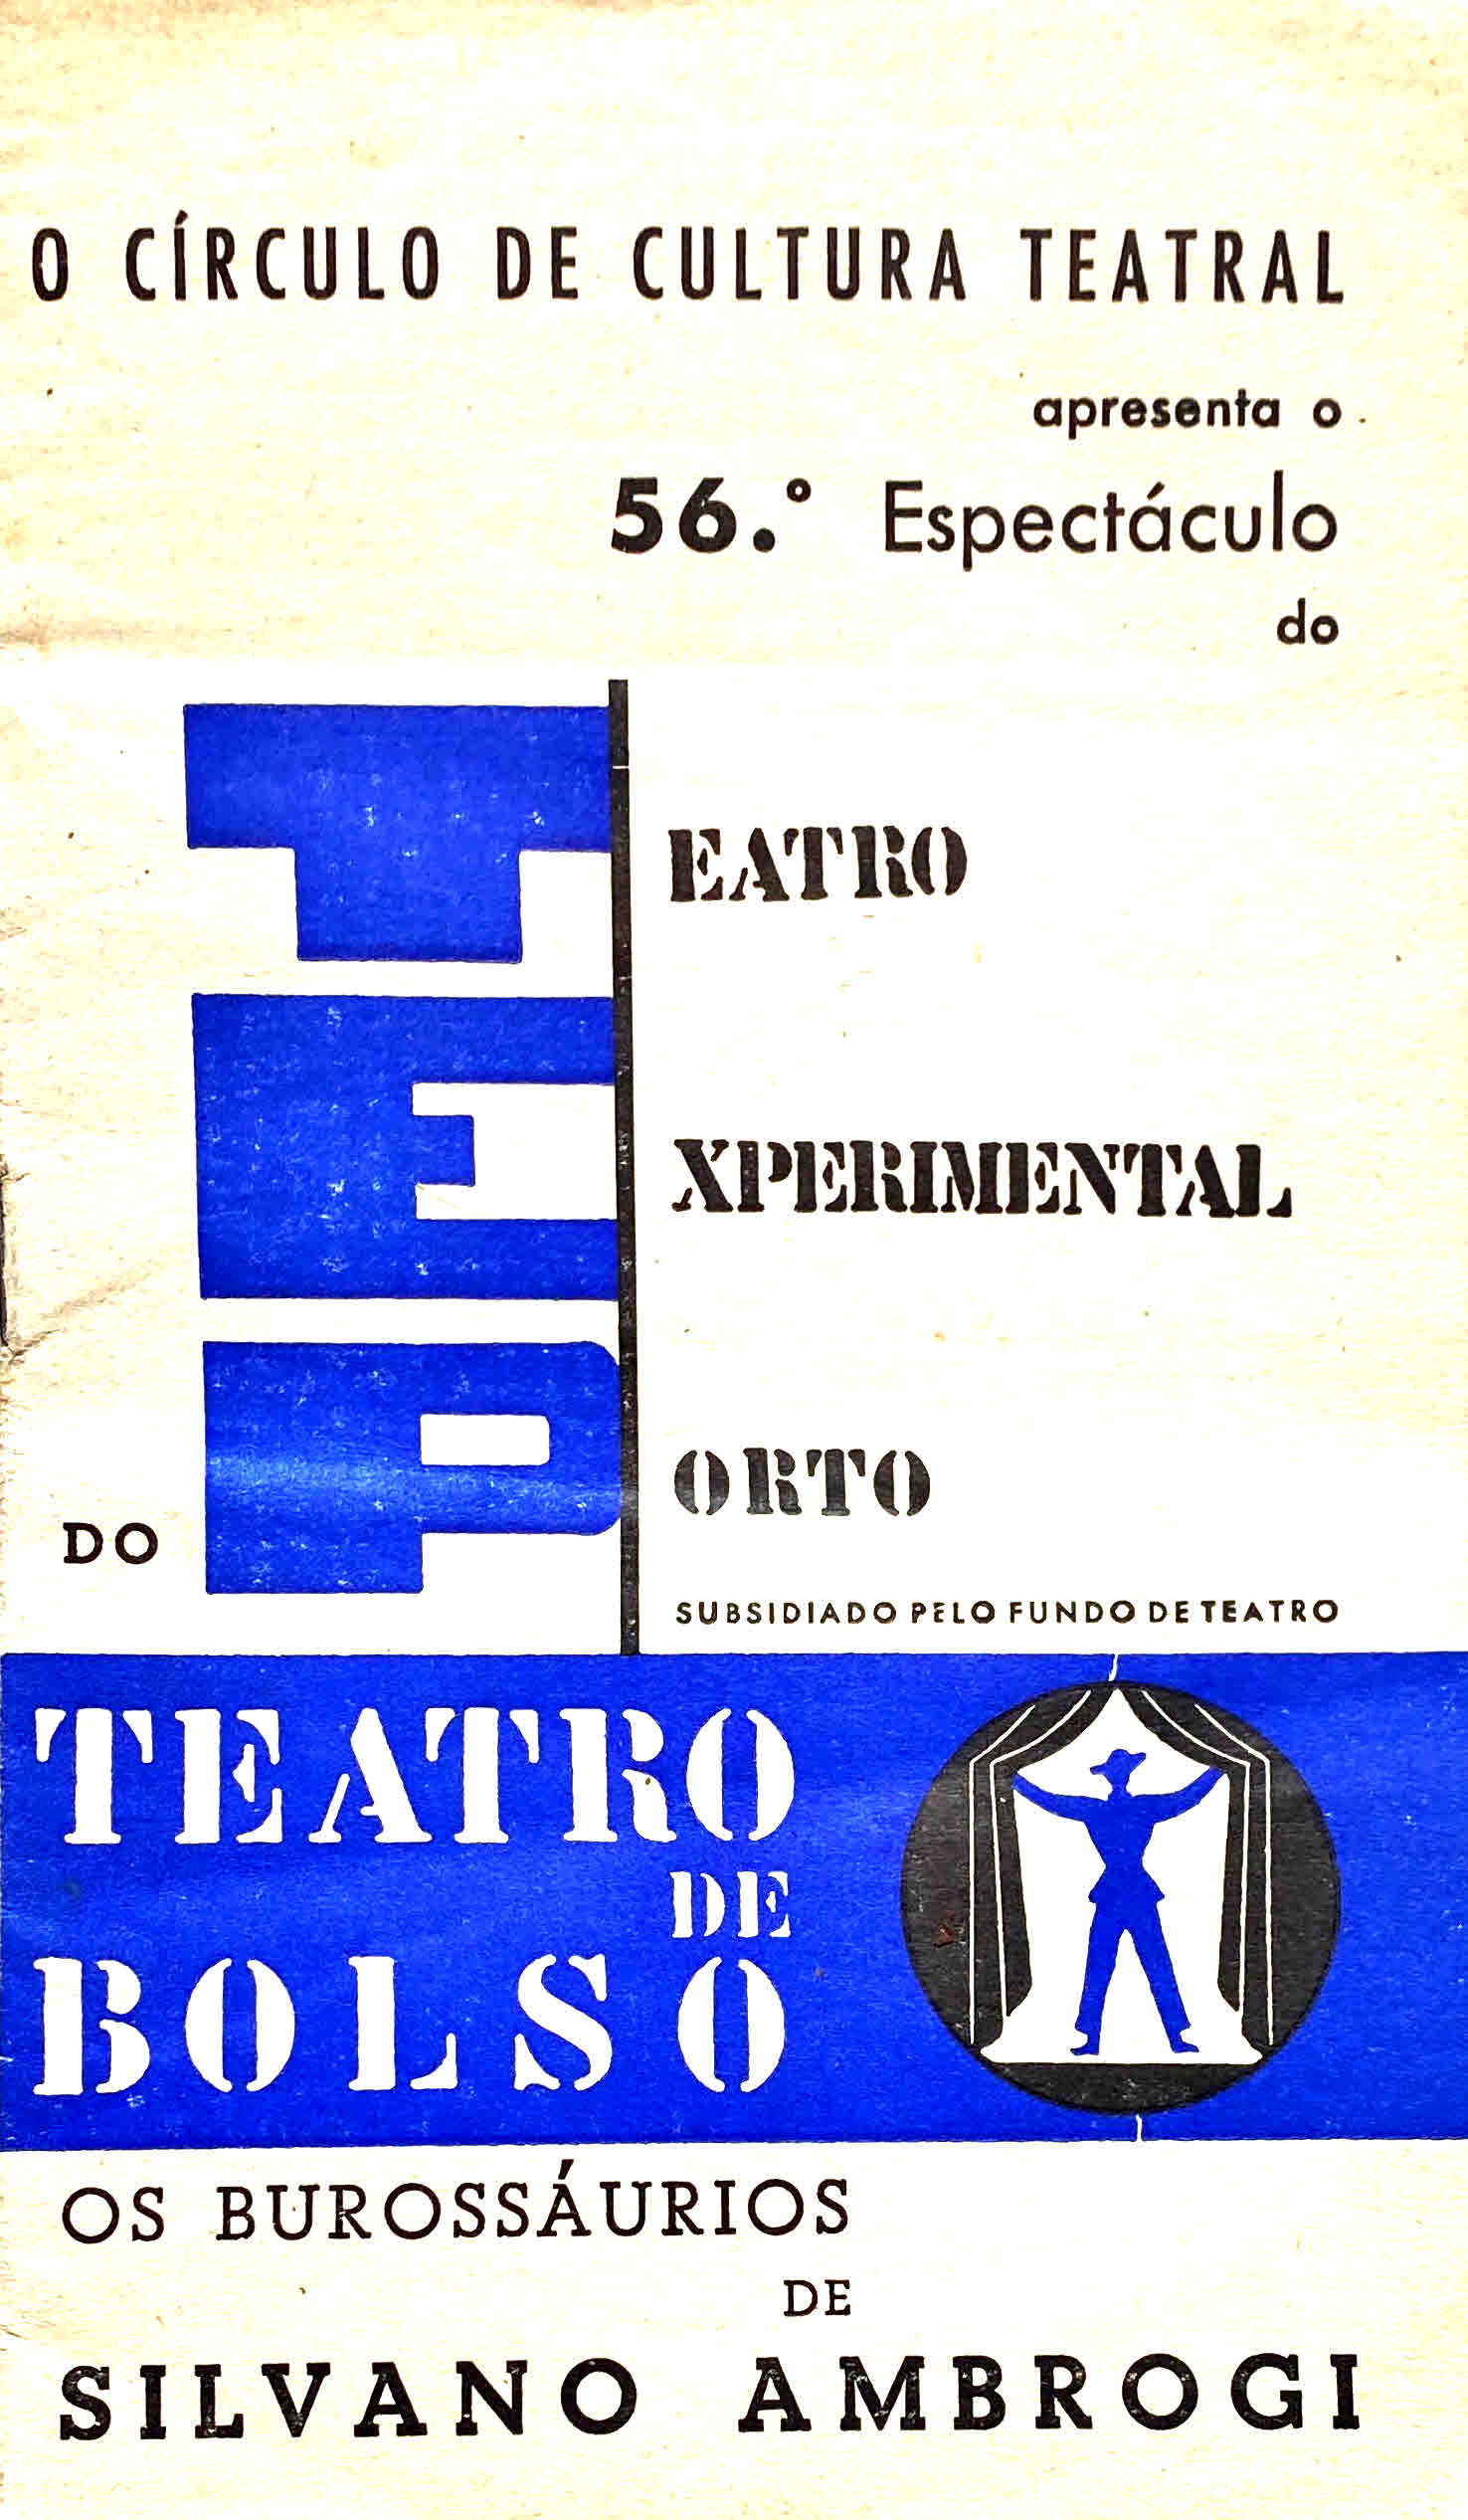 O CÍRCULO DE CULTURA TEATRAL
apresenta o
56.º Espectáculo
do
TEATRO
EXPERIMENTAL
DO PORTO
SUBSIDIADO PELO FUNDO DE TEATRO
TEATRO
DE
BOLSO
OS BUROSSÁURIOS
DE
SILVANO AMBROGI